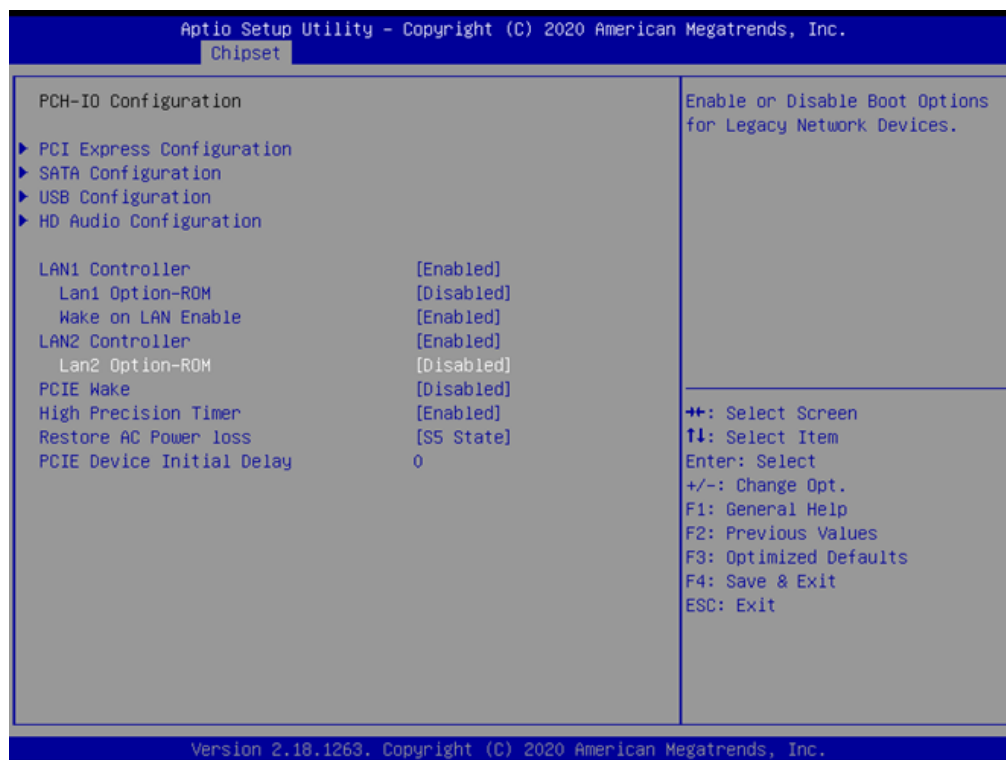 Aptio Setup Utility – Copyright (C) 2020 American Megatrends, Inc.
Chipset
PCH-IO Configuration
PCI Express Configuration
SATA Configuration
USB Configuration
HD Audio Configuration
LAN1 Controller [Enabled]
Lan1 Option-ROM [Disabled]
Wake on LAN Enable [Enabled]
LAN2 Controller [Enabled]
Lan2 Option-ROM [Disabled]
PCIE Wake [Disabled]
High Precision Timer [Enabled]
Restore AC Power loss [S5 State]
PCIE Device Initial Delay 0
Enable or Disable Boot Options
for Legacy Network Devices.
→←: Select Screen
↑↓: Select Item
Enter: Select
+/-: Change Opt.
F1: General Help
F2: Previous Values
F3: Optimized Defaults
F4: Save & Exit
ESC: Exit
Version 2.18.1263. Copyright (C) 2020 American Megatrends, Inc.